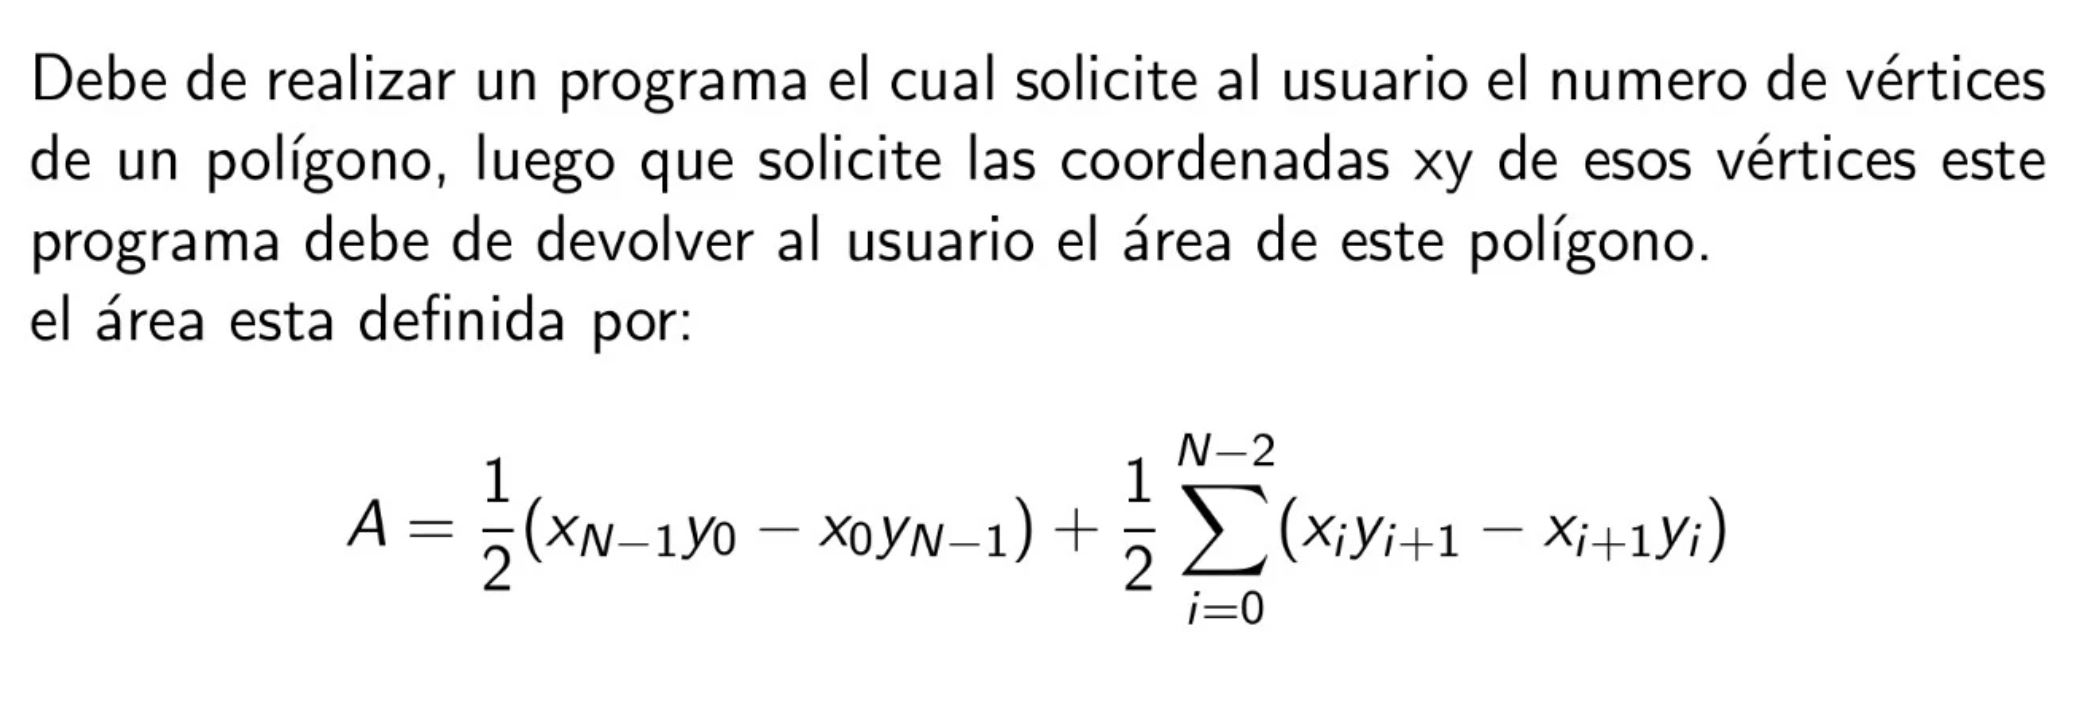 Debe de realizar un programa el cual solicite al usuario el numero de vértices
de un polígono, luego que solicite las coordenadas xy de esos vértices este
programa debe de devolver al usuario el área de este polígono.
el área esta definida por:
A = \frac{1}{2}(x_{N-1}y_0 - x_0y_{N-1}) + \frac{1}{2}\sum_{i=0}^{N-2}(x_iy_{i+1} - x_{i+1}y_i)